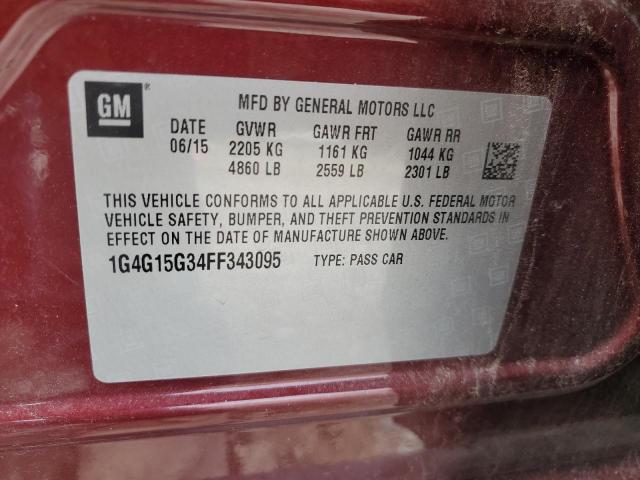 GM
MFD BY GENERAL MOTORS LLC
DATE GVWR GAWR FRT GAWR RR
06/15 2205 KG 1161 KG 1044 KG
4860 LB 2559 LB 2301 LB
THIS VEHICLE CONFORMS TO ALL APPLICABLE U.S. FEDERAL MOTOR
VEHICLE SAFETY, BUMPER, AND THEFT PREVENTION STANDARDS IN
EFFECT ON THE DATE OF MANUFACTURE SHOWN ABOVE.
1G4G15G34FF343095 TYPE: PASS CAR